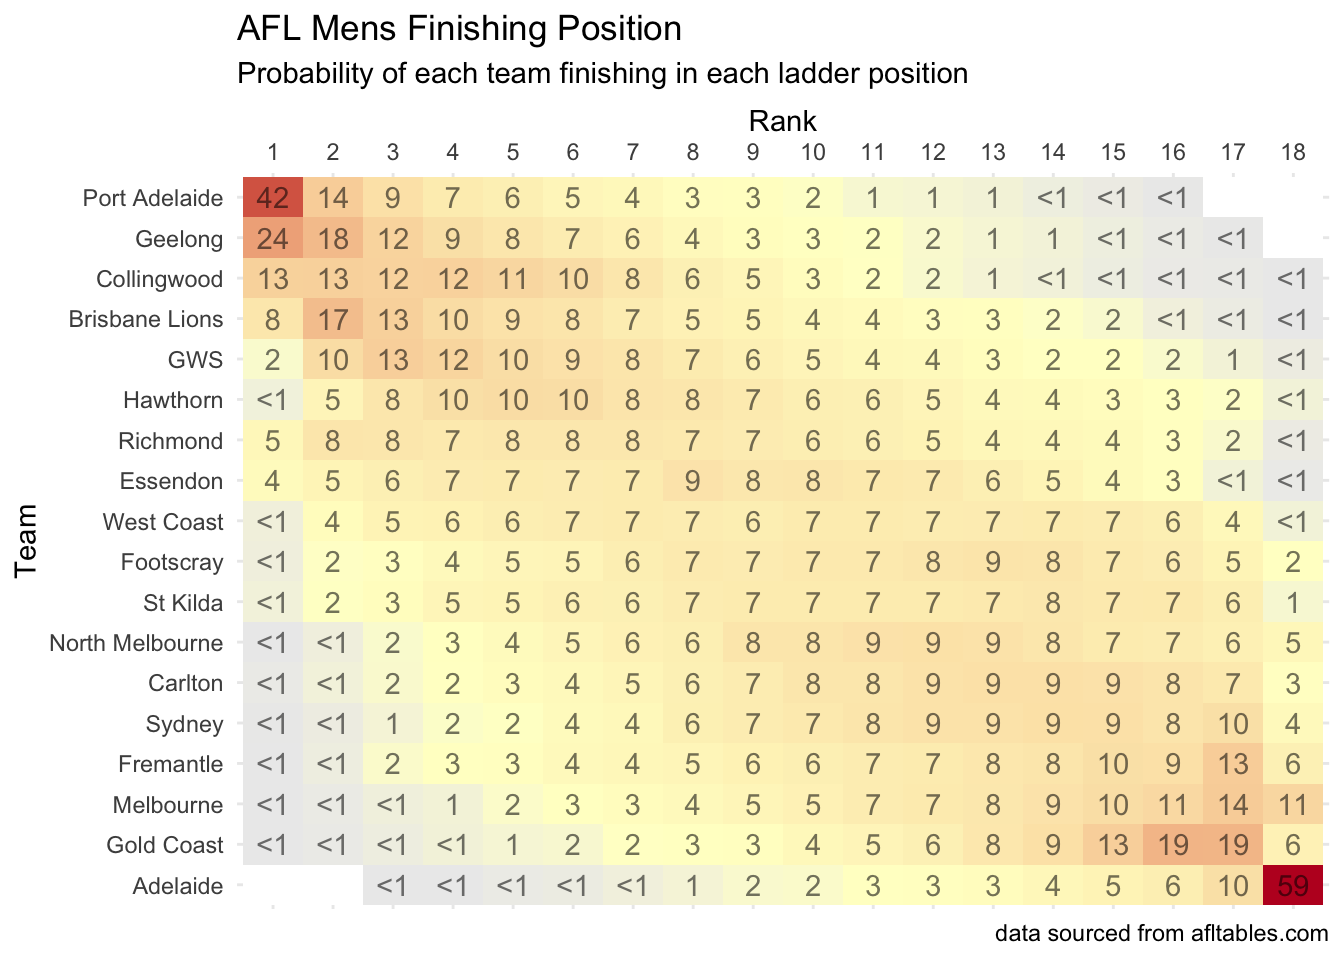 AFL Mens Finishing Position
Probability of each team finishing in each ladder position
Rank
1 2 3 4 5 6 7 8 9 10 11 12 13 14 15 16 17 18
Team
Port Adelaide 42 14 9 7 6 5 4 3 3 2 1 1 1 <1 <1 <1
Geelong 24 18 12 9 8 7 6 4 3 3 2 2 1 1 <1 <1 <1
Collingwood 13 13 12 12 11 10 8 6 5 3 2 2 1 <1 <1 <1 <1 <1
Brisbane Lions 8 17 13 10 9 8 7 5 5 4 4 3 3 2 2 <1 <1 <1
GWS 2 10 13 12 10 9 8 7 6 5 4 4 3 2 2 2 1 <1
Hawthorn <1 5 8 10 10 10 8 8 7 6 6 5 4 4 3 3 2 <1
Richmond 5 8 8 7 8 8 8 7 7 6 6 5 4 4 4 3 2 <1
Essendon 4 5 6 7 7 7 7 9 8 8 7 7 6 5 4 3 <1 <1
West Coast <1 4 5 6 6 7 7 7 6 7 7 7 7 7 7 6 4 <1
Footscray <1 2 3 4 5 5 6 7 7 7 7 8 9 8 7 6 5 2
St Kilda <1 2 3 5 5 6 6 7 7 7 7 7 7 8 7 7 6 1
North Melbourne <1 <1 2 3 4 5 6 6 8 8 9 9 9 8 7 7 6 5
Carlton <1 <1 2 2 3 4 5 6 7 8 8 9 9 9 9 8 7 3
Sydney <1 <1 1 2 2 4 4 6 7 7 8 9 9 9 9 8 10 4
Fremantle <1 <1 2 3 3 4 4 5 6 6 7 7 8 8 10 9 13 6
Melbourne <1 <1 <1 1 2 3 3 4 5 5 7 7 8 9 10 11 14 11
Gold Coast <1 <1 <1 <1 1 2 2 3 3 4 5 6 8 9 13 19 19 6
Adelaide <1 <1 <1 <1 <1 1 2 2 3 3 3 4 5 6 10 59
data sourced from afltables.com